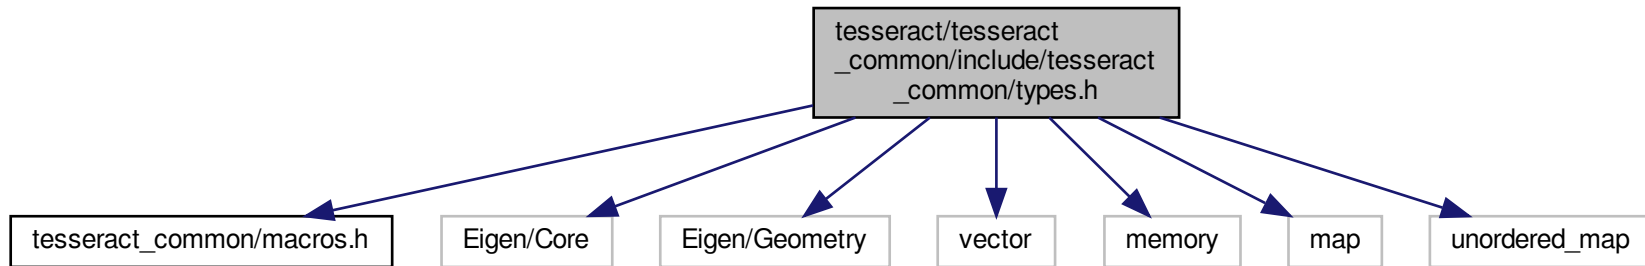 tesseract/tesseract
_common/include/tesseract
_common/types.h
tesseract_common/macros.h
Eigen/Core
Eigen/Geometry
vector
memory
map
unordered_map